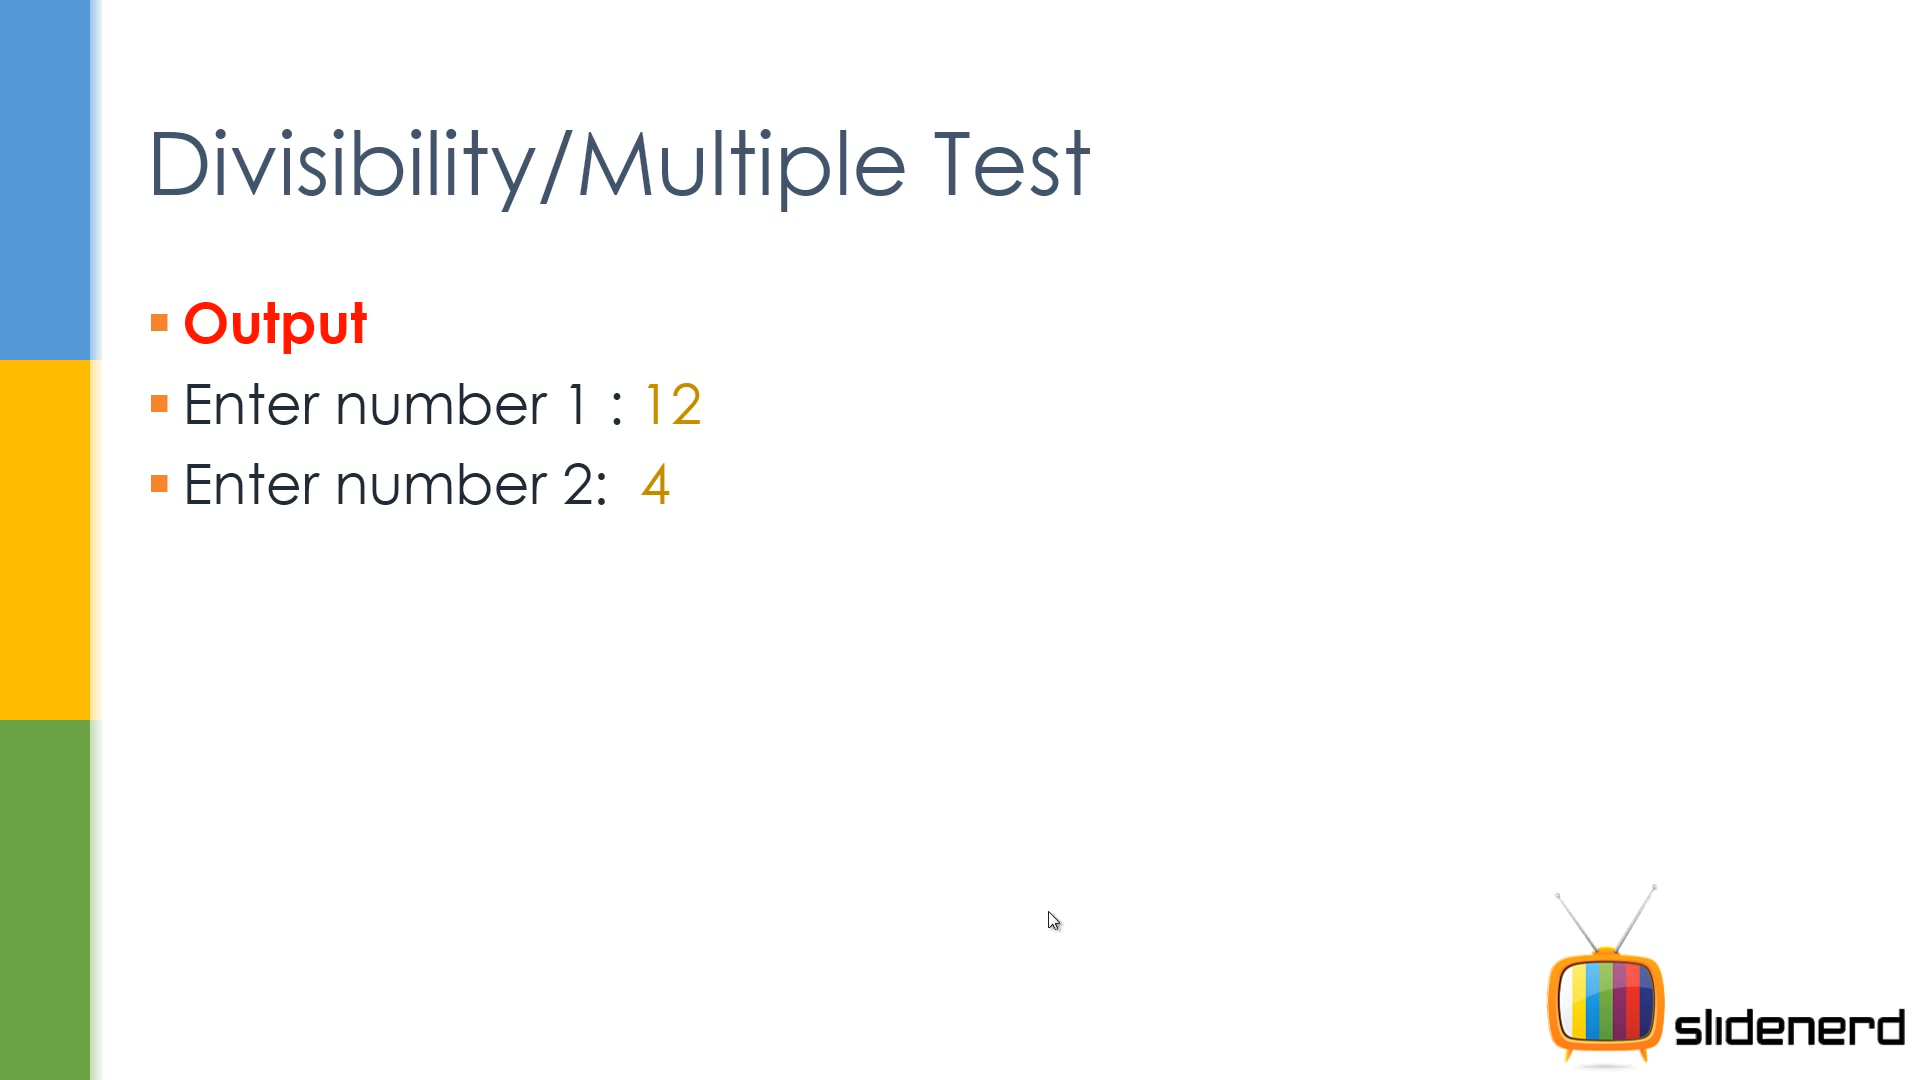 Divisibility/Multiple Test
Output
Enter number 1 : 12
Enter number 2: 4
slidenerd